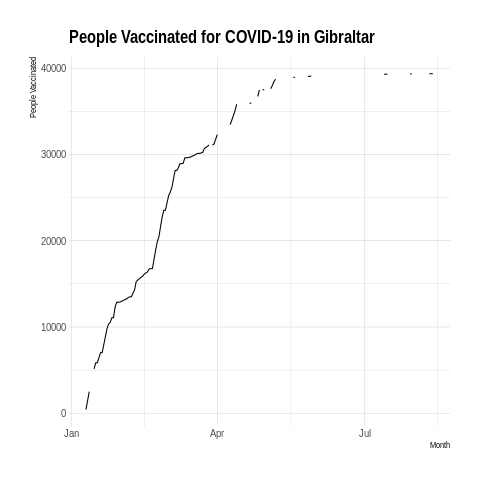 People Vaccinated for COVID-19 in Gibraltar
People Vaccinated
40000
30000
20000
10000
0
Jan
Apr
Jul
Month